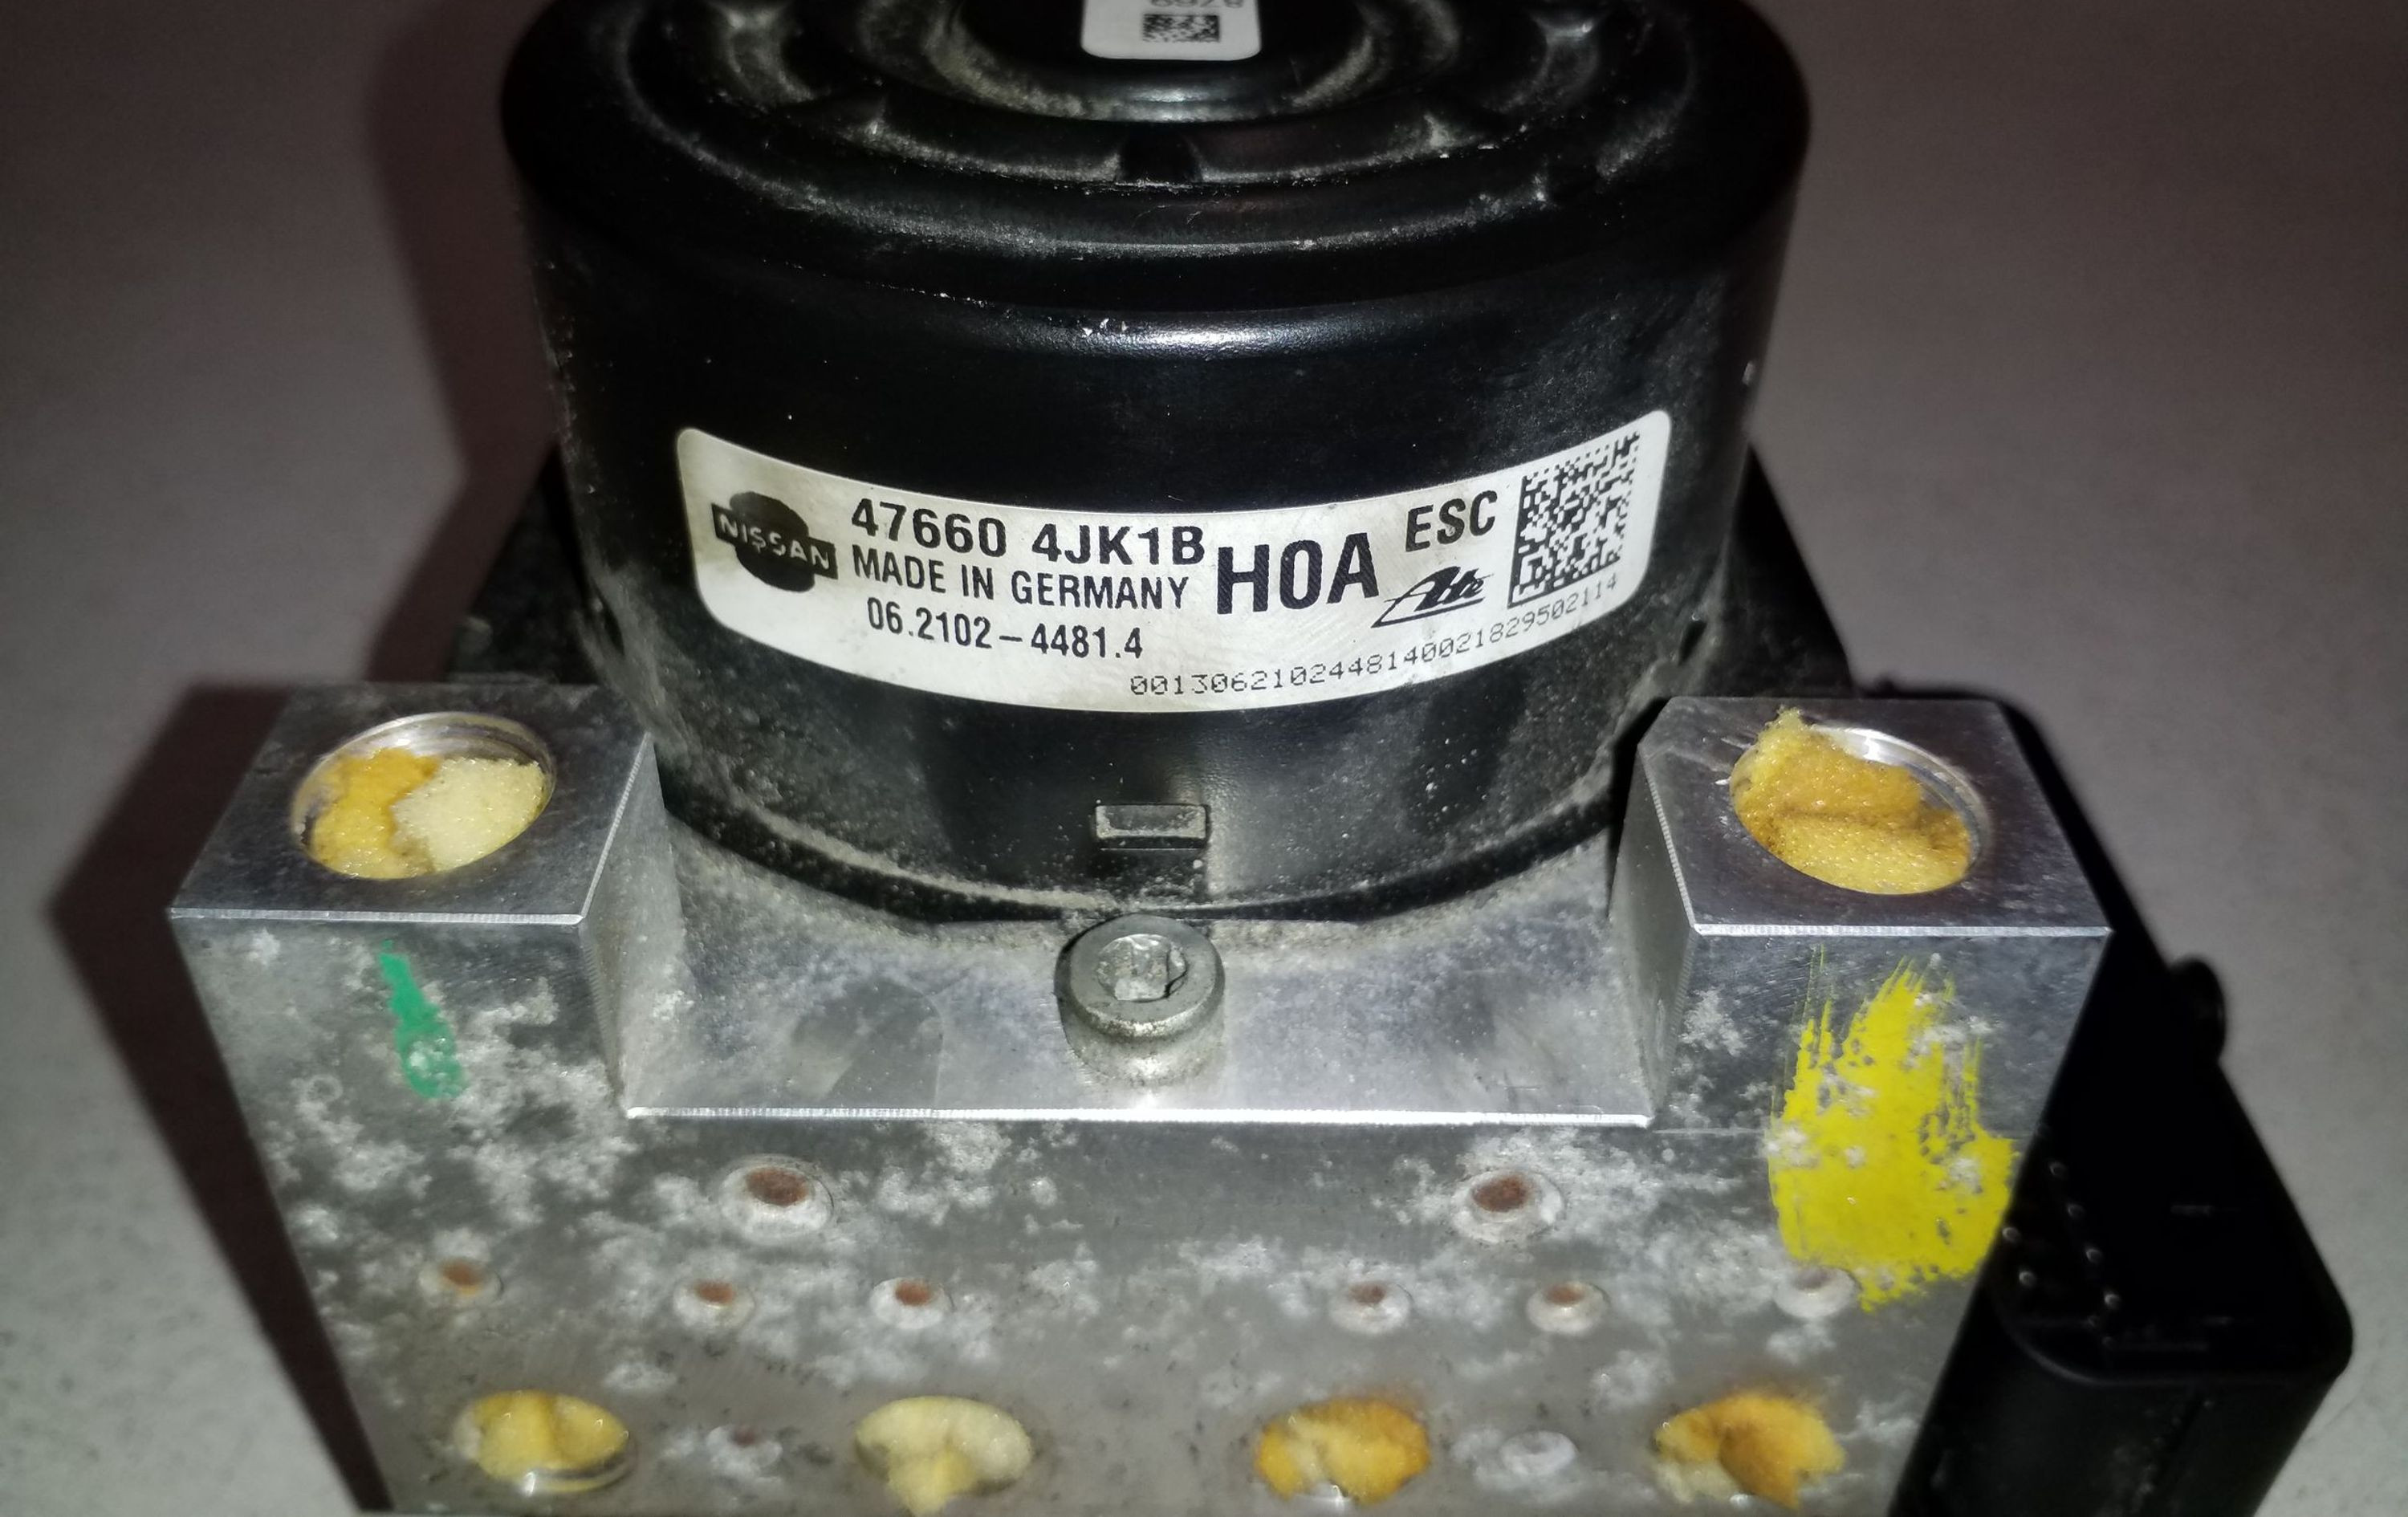 NISSAN
47660 4JK1B
MADE IN GERMANY
06.2102-4481.4
H0A
ESC
Ate
0013062102448140021829502114